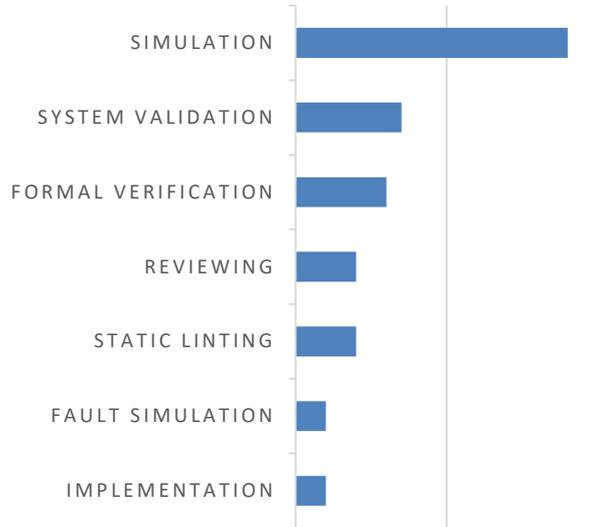 SIMULATION
SYSTEM VALIDATION
FORMAL VERIFICATION
REVIEWING
STATIC LINTING
FAULT SIMULATION
IMPLEMENTATION